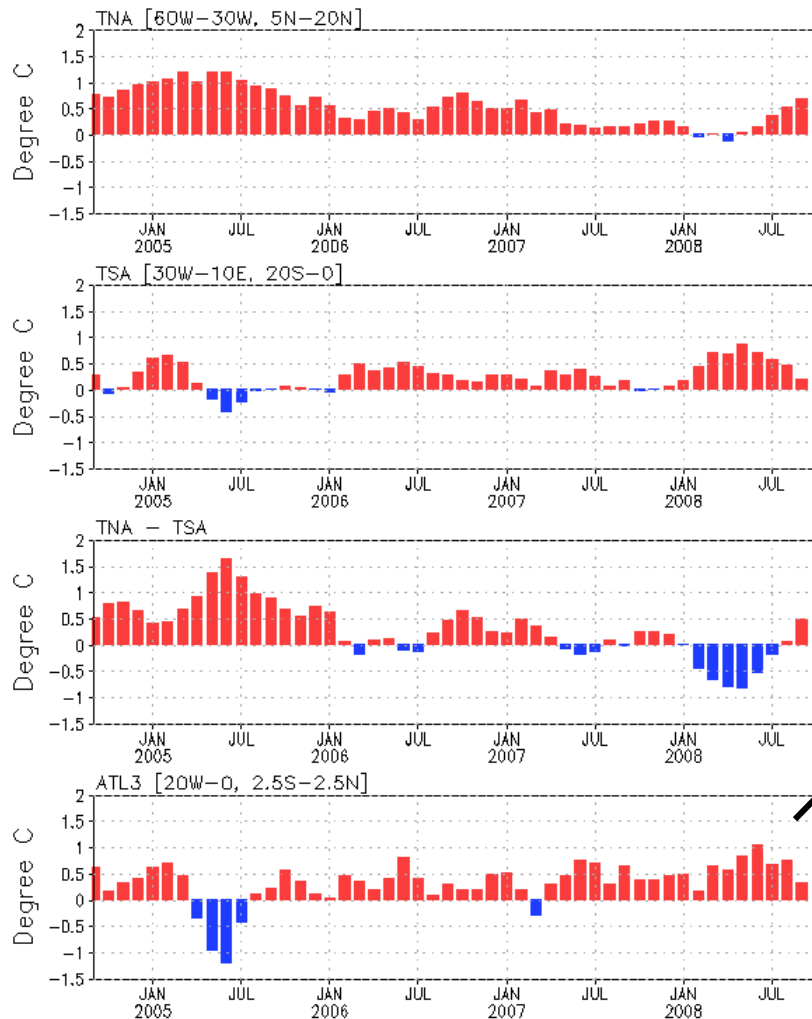 TNA [60W-30W, 5N-20N]
Degree C
2
1.5
1
0.5
0
-0.5
-1
-1.5
JAN JUL JAN JUL JAN JUL JAN JUL
2005 2006 2007 2008
TSA [30W-10E, 20S-0]
Degree C
2
1.5
1
0.5
0
-0.5
-1
-1.5
JAN JUL JAN JUL JAN JUL JAN JUL
2005 2006 2007 2008
TNA - TSA
Degree C
2
1.5
1
0.5
0
-0.5
-1
-1.5
JAN JUL JAN JUL JAN JUL JAN JUL
2005 2006 2007 2008
ATL3 [20W-0, 2.5S-2.5N]
Degree C
2
1.5
1
0.5
0
-0.5
-1
-1.5
JAN JUL JAN JUL JAN JUL JAN JUL
2005 2006 2007 2008